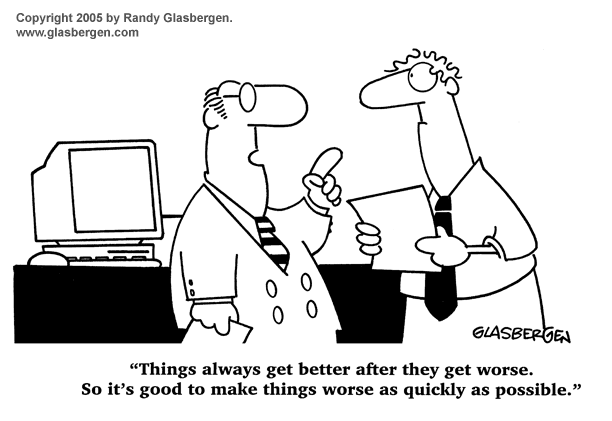 Copyright 2005 by Randy Glasbergen.
www.glasbergen.com
GLASBERGEN
“Things always get better after they get worse.
So it’s good to make things worse as quickly as possible.”